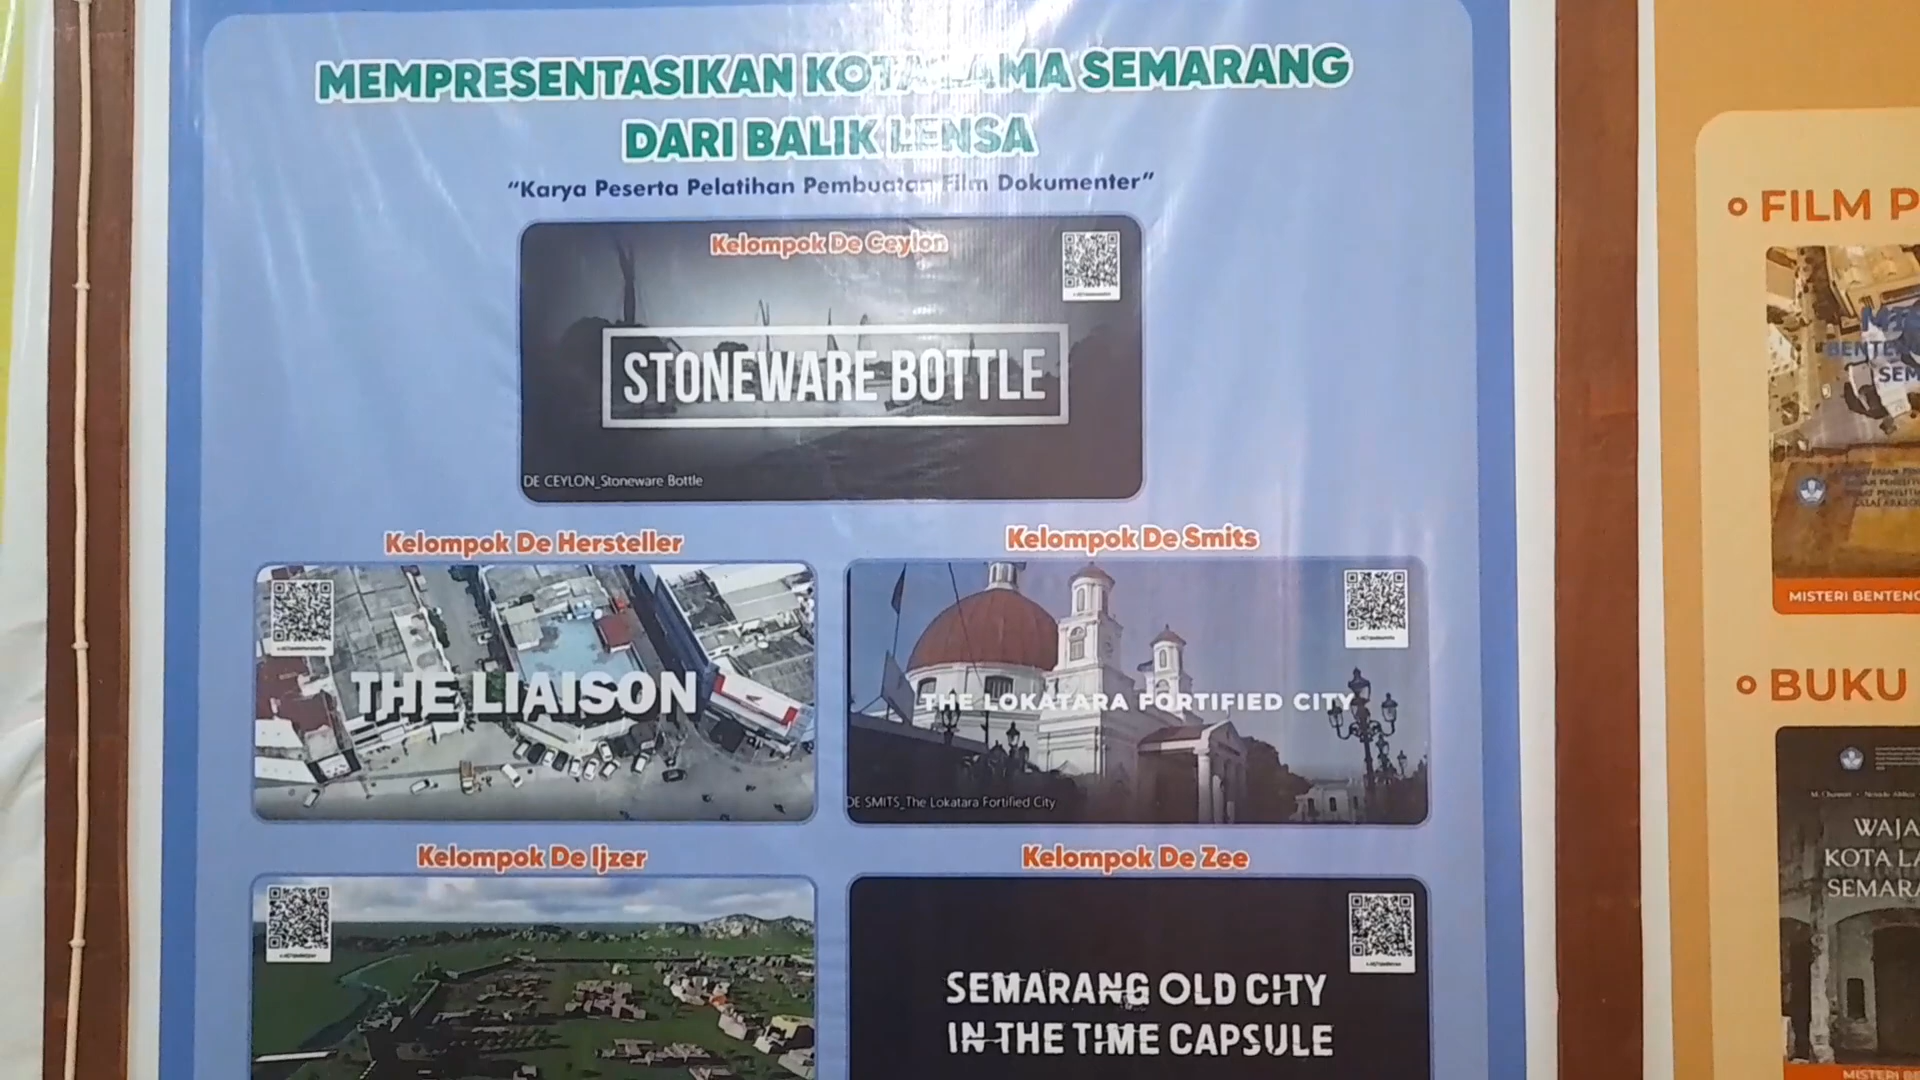 MEMPRESENTASIKAN KOTA LAMA SEMARANG
DARI BALIK LENSA
“Karya Peserta Pelatihan Pembuatan Film Dokumenter”
Kelompok De Ceylon
STONEWARE BOTTLE
DE CEYLON_Stoneware Bottle
Kelompok De Hersteller
THE LIAISON
Kelompok De Smits
THE LOKATARA FORTIFIED CITY
DE SMITS_The Lokatara Fortified City
Kelompok De Ijzer
Kelompok De Zee
SEMARANG OLD CITY
IN THE TIME CAPSULE
FILM P
MISTERI BENTENG
BUKU
WAJA
KOTA LA
SEMARA
MISTERI BE